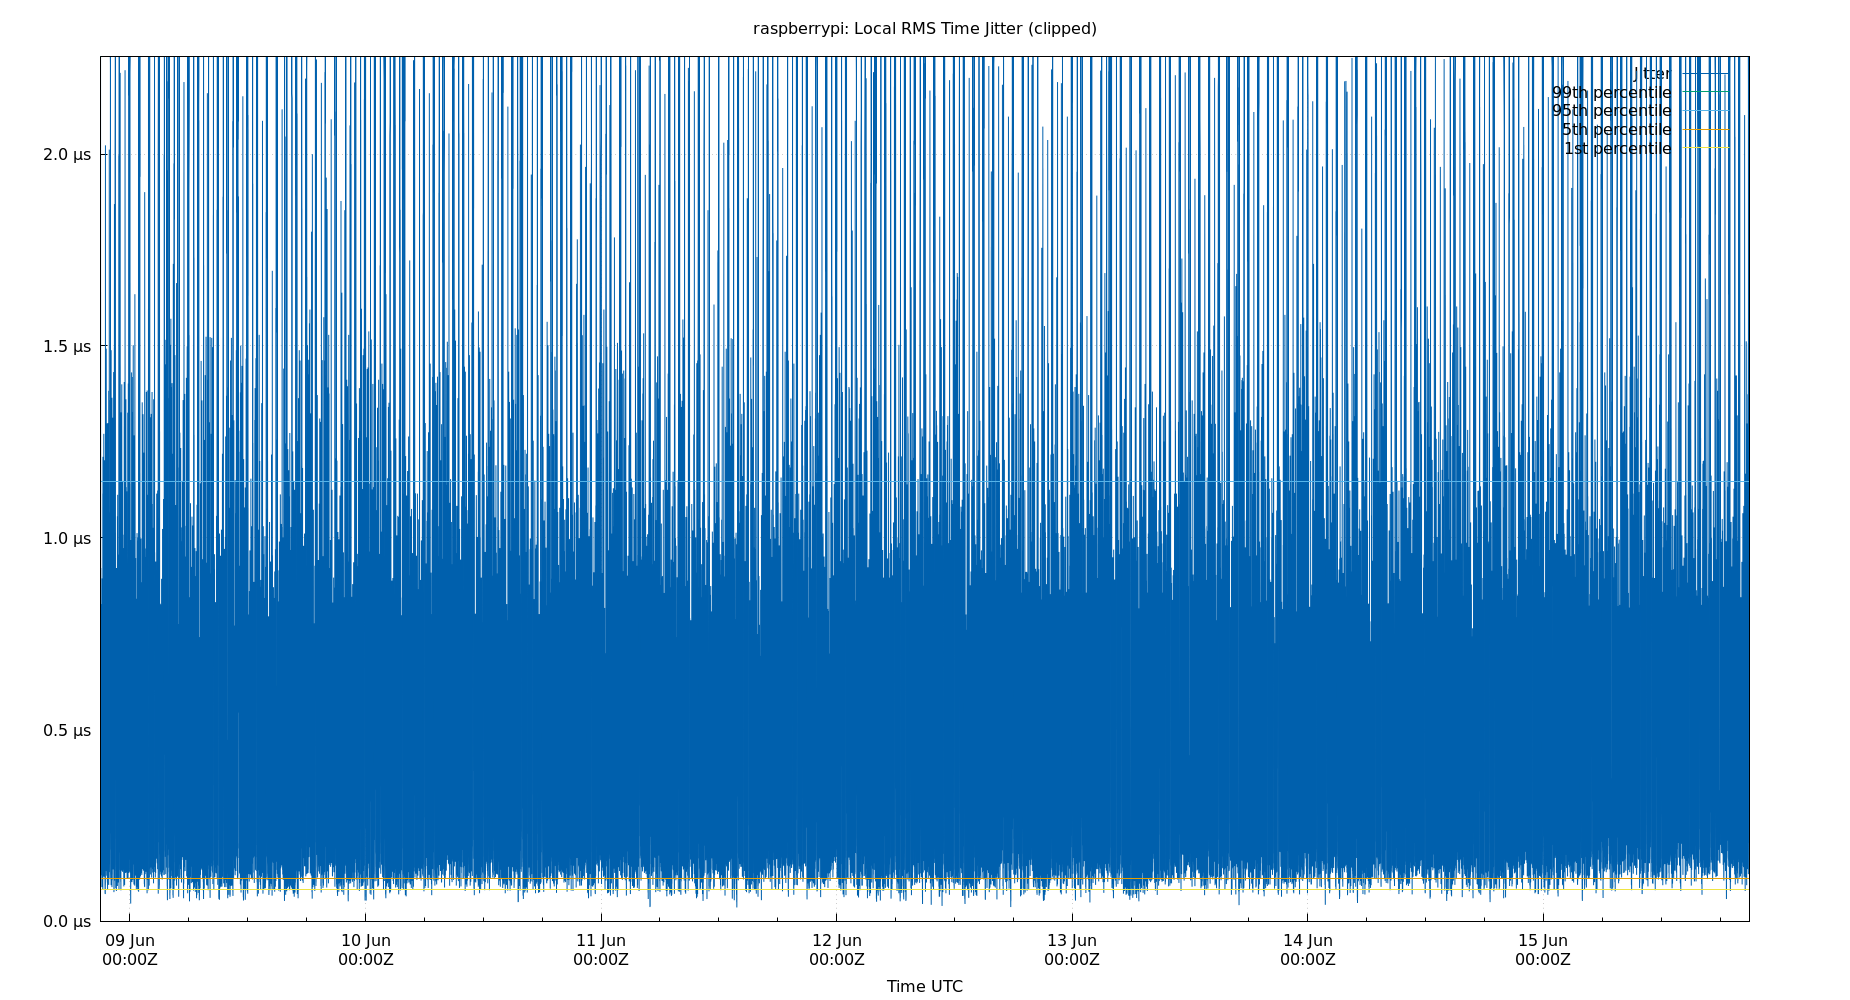 raspberrypi: Local RMS Time Jitter (clipped)
Jitter
99th percentile
95th percentile
5th percentile
1st percentile
2.0 µs
1.5 µs
1.0 µs
0.5 µs
0.0 µs
09 Jun 10 Jun 11 Jun 12 Jun 13 Jun 14 Jun 15 Jun
00:00Z 00:00Z 00:00Z 00:00Z 00:00Z 00:00Z 00:00Z
Time UTC